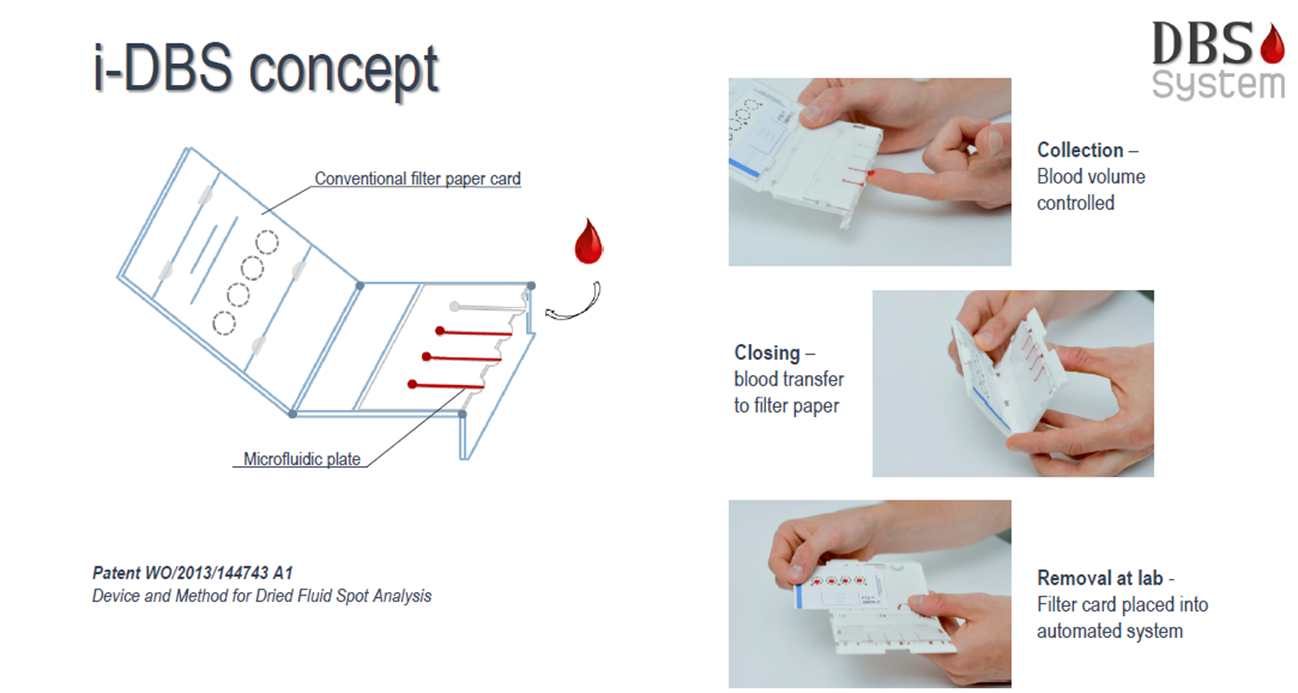 i-DBS concept
DBS
System
Conventional filter paper card
Microfluidic plate
Patent WO/2013/144743 A1
Device and Method for Dried Fluid Spot Analysis
Collection –
Blood volume
controlled
Closing –
blood transfer
to filter paper
Removal at lab -
Filter card placed into
automated system